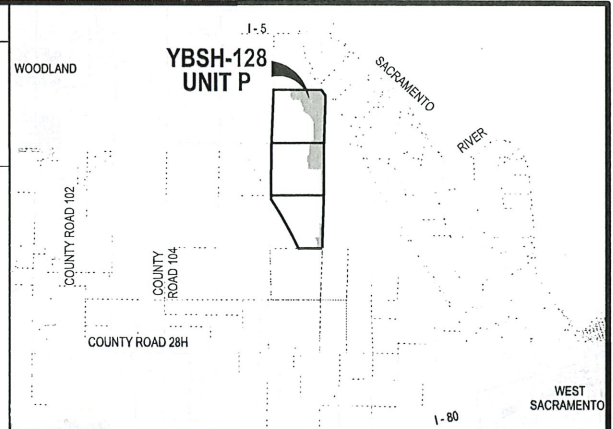 I-5
WOODLAND
YBSH-128
UNIT P
SACRAMENTO
RIVER
COUNTY ROAD 102
COUNTY
ROAD 104
COUNTY ROAD 28H
WEST
SACRAMENTO
I-80